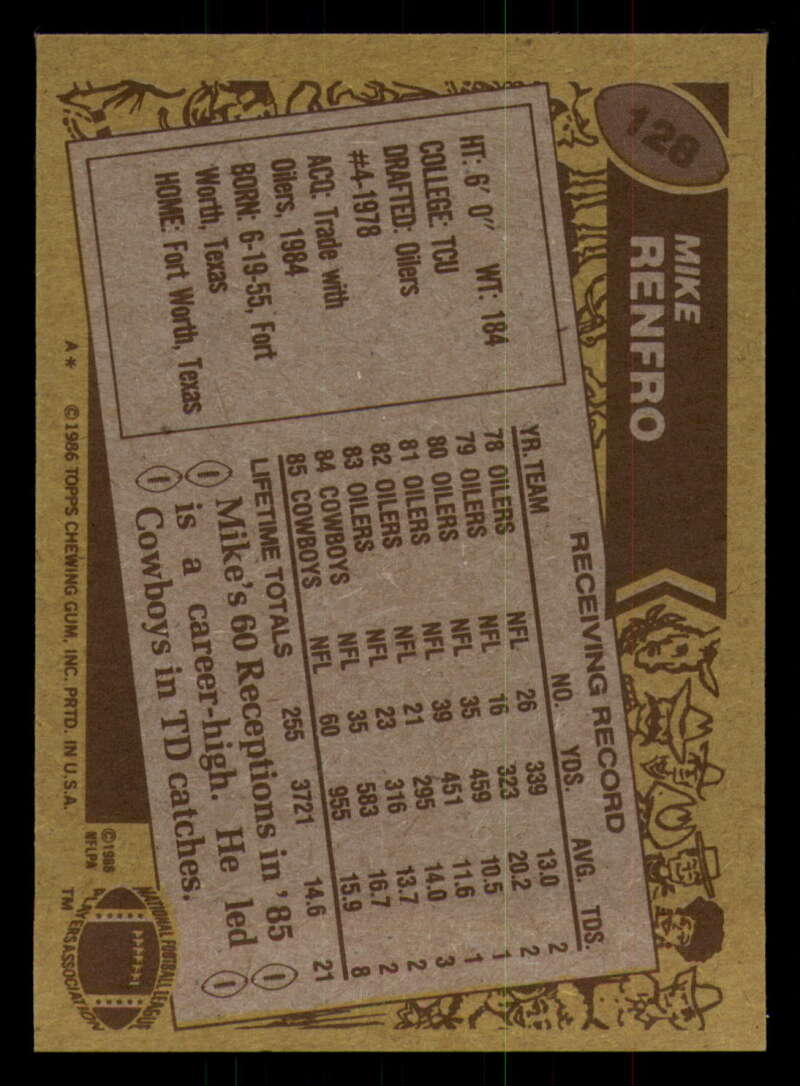 128
MIKE
RENFRO
HT: 6' 0" WT: 184
COLLEGE: TCU
DRAFTED: Oilers
#4-1978
ACQ: Trade with
Oilers, 1984
BORN: 6-19-55, Fort
Worth, Texas
HOME: Fort Worth, Texas
RECEIVING RECORD
YR. TEAM NO. YDS. AVG. TDS.
78 OILERS NFL 26 339 13.0 2
79 OILERS NFL 16 323 20.2 2
80 OILERS NFL 35 459 10.5 1
81 OILERS NFL 39 451 11.6 1
82 OILERS NFL 21 295 14.0 3
83 OILERS NFL 23 316 13.7 2
84 COWBOYS NFL 35 583 16.7 2
85 COWBOYS NFL 60 955 15.9 8
LIFETIME TOTALS 255 3721 14.6 21
Mike's 60 Receptions in '85
is a career-high. He led
Cowboys in TD catches.
A* ©1986 TOPPS CHEWING GUM, INC. PRTD. IN U.S.A.
©1986
NFLPA
TM
NATIONAL FOOTBALL LEAGUE
PLAYERS ASSOCIATION